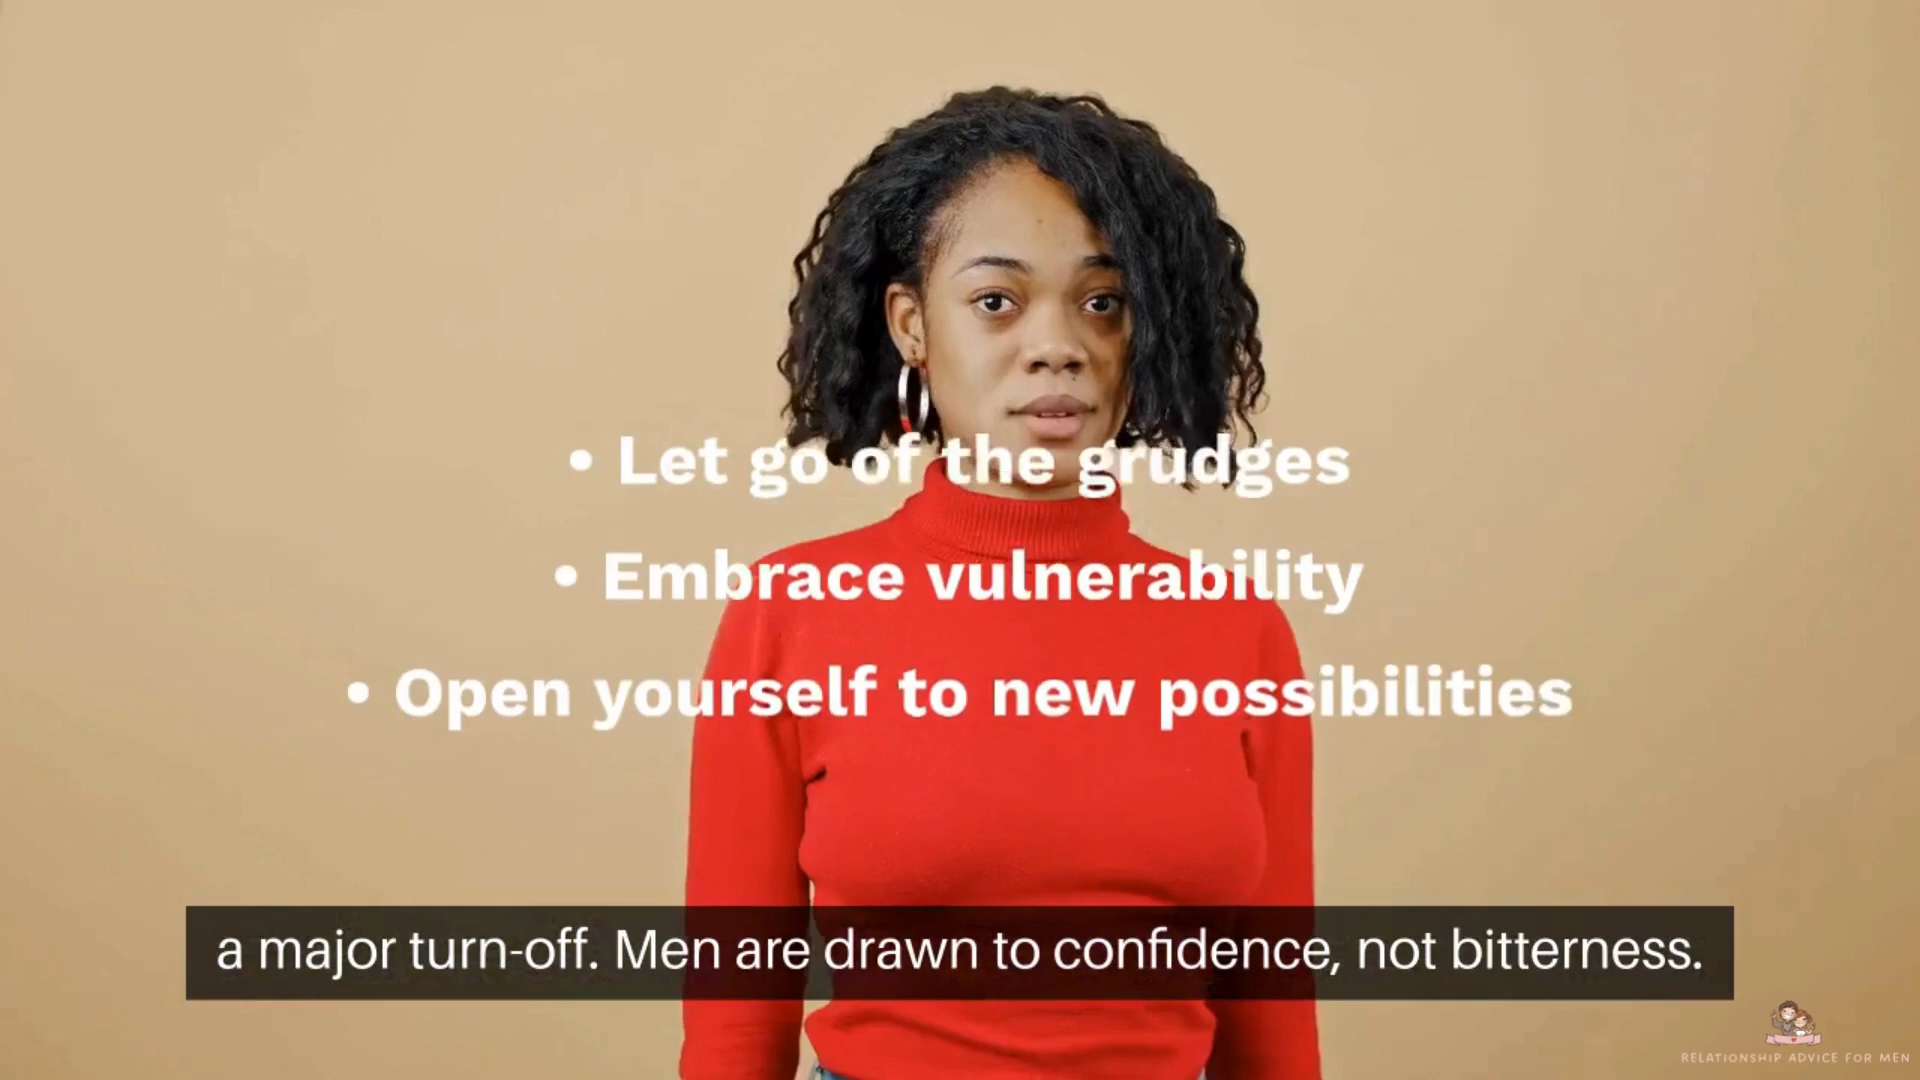 • Let go of the grudges
• Embrace vulnerability
• Open yourself to new possibilities
a major turn-off. Men are drawn to confidence, not bitterness.
RELATIONSHIP ADVICE FOR MEN